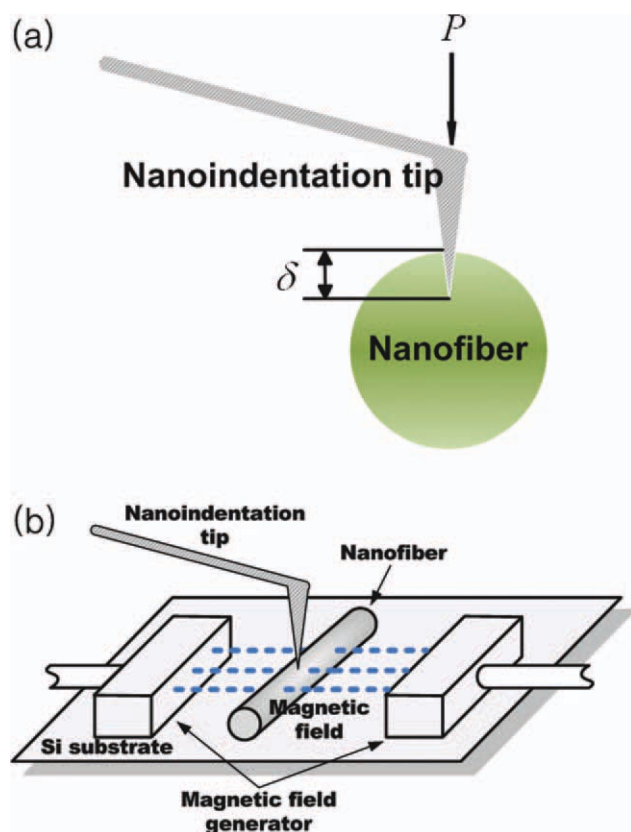 (a)
P
Nanoindentation tip
δ
Nanofiber
(b)
Nanoindentation
tip
Nanofiber
Magnetic
field
Si substrate
Magnetic field
generator